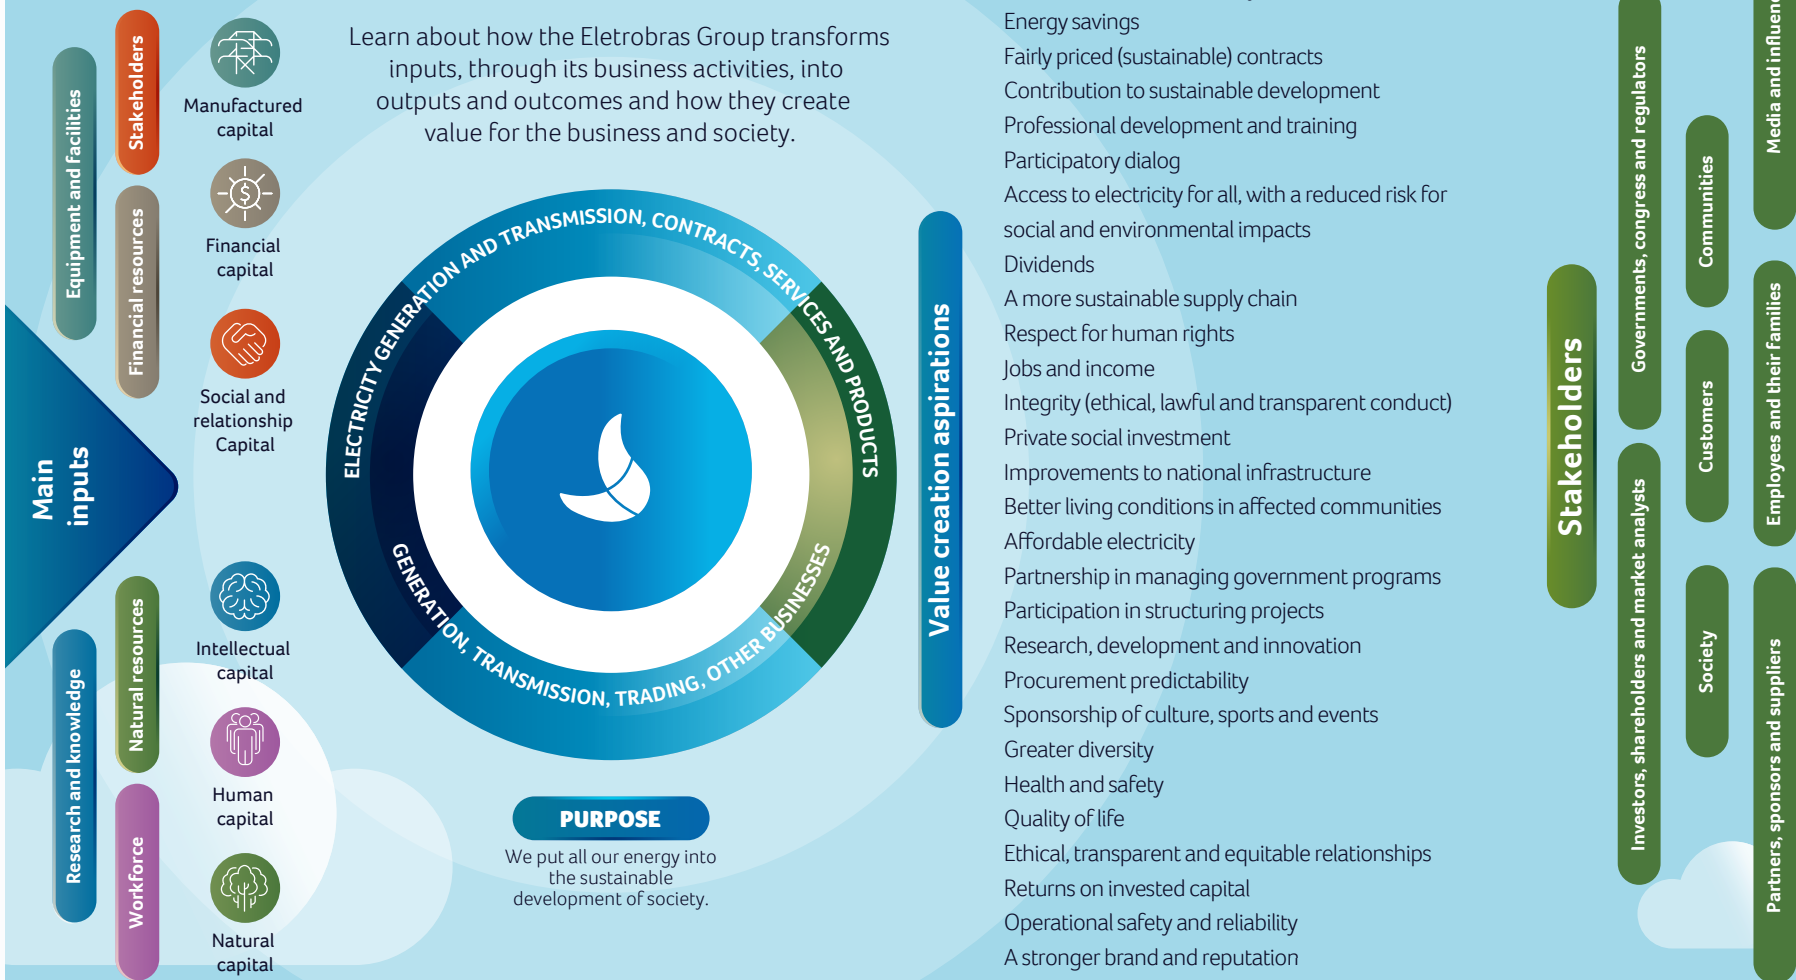 Main
inputs
Equipment and facilities
Stakeholders
Financial resources
Research and knowledge
Natural resources
Workforce
Manufactured
capital
Financial
capital
Social and
relationship
Capital
Intellectual
capital
Human
capital
Natural
capital
Learn about how the Eletrobras Group transforms
inputs, through its business activities, into
outputs and outcomes and how they create
value for the business and society.
ELECTRICITY GENERATION AND TRANSMISSION, CONTRACTS, SERVICES AND PRODUCTS
GENERATION, TRANSMISSION, TRADING, OTHER BUSINESSES
PURPOSE
We put all our energy into
the sustainable
development of society.
Value creation aspirations
Energy savings
Fairly priced (sustainable) contracts
Contribution to sustainable development
Professional development and training
Participatory dialog
Access to electricity for all, with a reduced risk for
social and environmental impacts
Dividends
A more sustainable supply chain
Respect for human rights
Jobs and income
Integrity (ethical, lawful and transparent conduct)
Private social investment
Improvements to national infrastructure
Better living conditions in affected communities
Affordable electricity
Partnership in managing government programs
Participation in structuring projects
Research, development and innovation
Procurement predictability
Sponsorship of culture, sports and events
Greater diversity
Health and safety
Quality of life
Ethical, transparent and equitable relationships
Returns on invested capital
Operational safety and reliability
A stronger brand and reputation
Stakeholders
Governments, congress and regulators
Investors, shareholders and market analysts
Communities
Customers
Society
Media and
Employees and their families
Partners, sponsors and suppliers